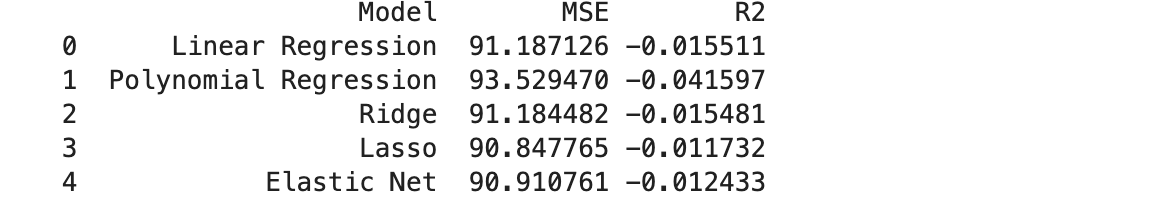 Model MSE R2
0 Linear Regression 91.187126 -0.015511
1 Polynomial Regression 93.529470 -0.041597
2 Ridge 91.184482 -0.015481
3 Lasso 90.847765 -0.011732
4 Elastic Net 90.910761 -0.012433